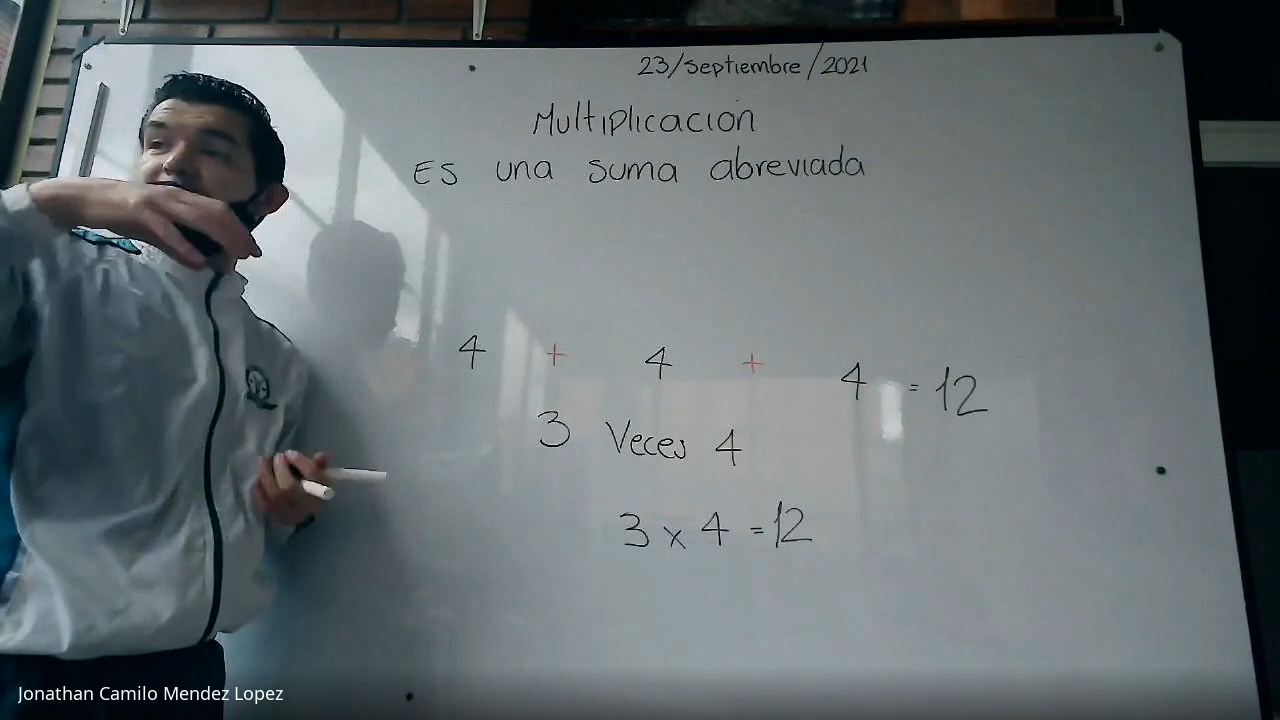 23/Septiembre/2021
Multiplicación
Es una suma abreviada
4 + 4 + 4 = 12
3 Veces 4
3 x 4 = 12
Jonathan Camilo Mendez Lopez